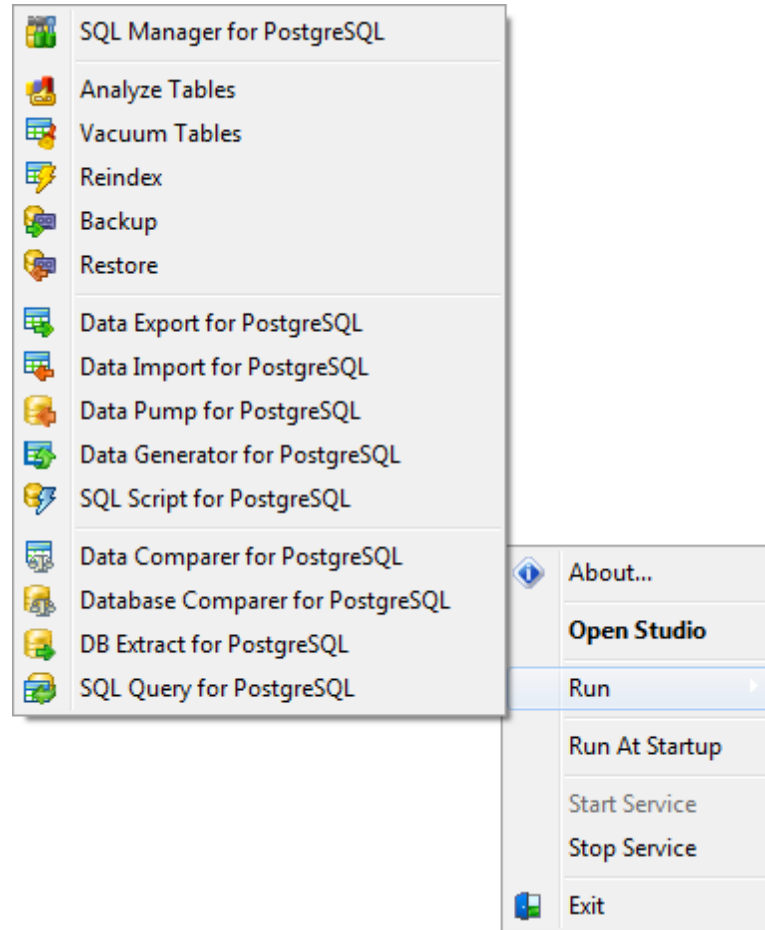 SQL Manager for PostgreSQL
Analyze Tables
Vacuum Tables
Reindex
Backup
Restore
Data Export for PostgreSQL
Data Import for PostgreSQL
Data Pump for PostgreSQL
Data Generator for PostgreSQL
SQL Script for PostgreSQL
Data Comparer for PostgreSQL
Database Comparer for PostgreSQL
DB Extract for PostgreSQL
SQL Query for PostgreSQL
About...
Open Studio
Run
Run At Startup
Start Service
Stop Service
Exit